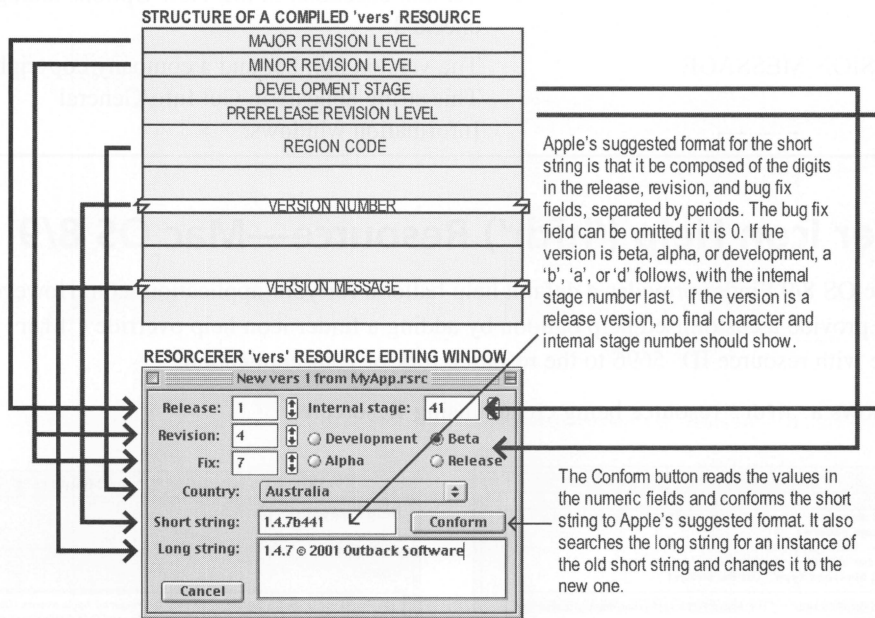 STRUCTURE OF A COMPILED 'vers' RESOURCE
MAJOR REVISION LEVEL
MINOR REVISION LEVEL
DEVELOPMENT STAGE
PRERELEASE REVISION LEVEL
REGION CODE
VERSION NUMBER
VERSION MESSAGE
Apple's suggested format for the short
string is that it be composed of the digits
in the release, revision, and bug fix
fields, separated by periods. The bug fix
field can be omitted if it is 0. If the
version is beta, alpha, or development, a
'b', 'a', or 'd' follows, with the internal
stage number last. If the version is a
release version, no final character and
internal stage number should show.
RESORCERER 'vers' RESOURCE EDITING WINDOW
New vers 1 from MyApp.rsrc
Release: 1 Internal stage: 41
Revision: 4 Development Beta
Fix: 7 Alpha Release
Country: Australia
Short string: 1.4.7b441 Conform
Long string: 1.4.7 © 2001 Outback Software
Cancel
The Conform button reads the values in
the numeric fields and conforms the short
string to Apple's suggested format. It also
searches the long string for an instance of
the old short string and changes it to the
new one.